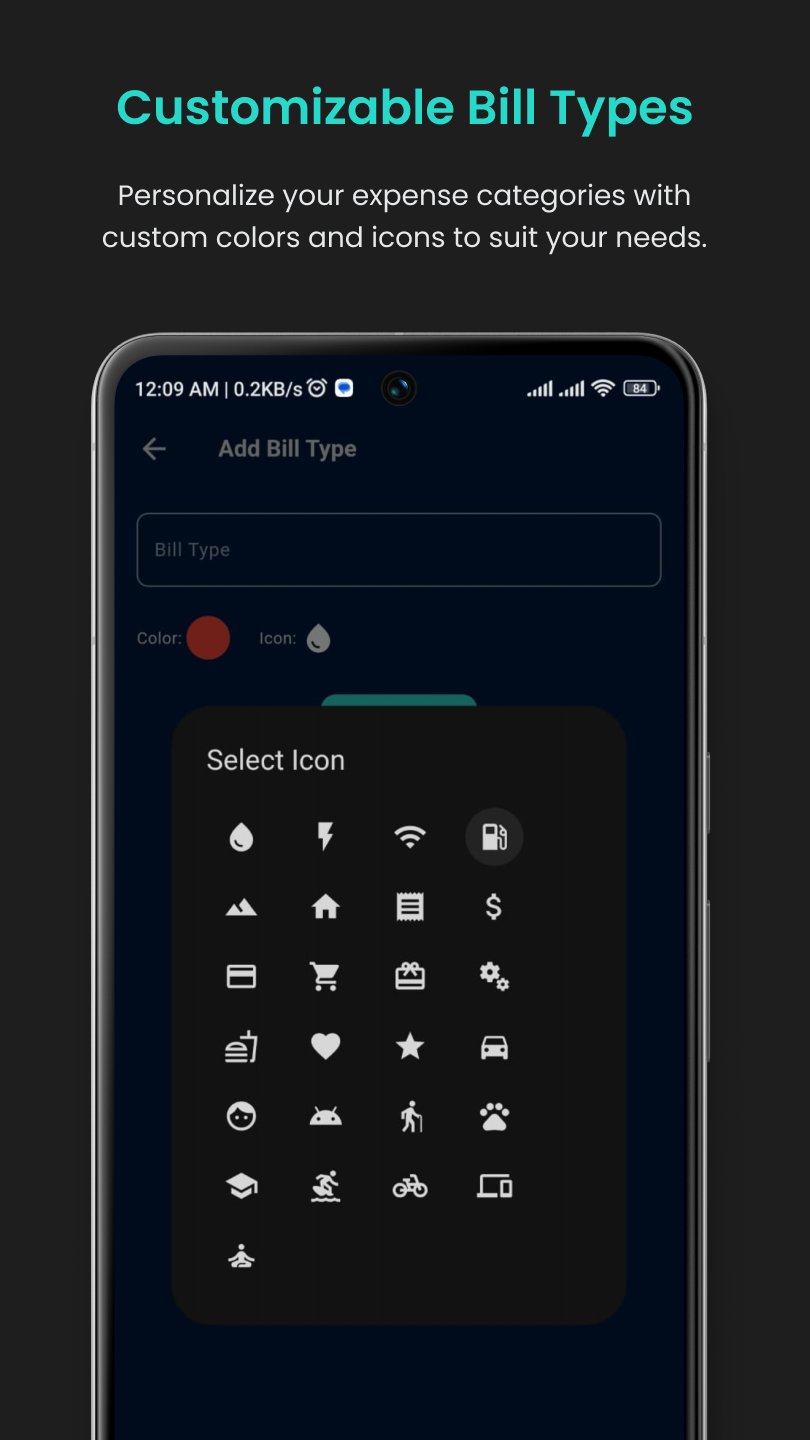 Customizable Bill Types
Personalize your expense categories with
custom colors and icons to suit your needs.
12:09 AM | 0.2KB/s
84
Add Bill Type
Bill Type
Color:
Icon:
Select Icon
$